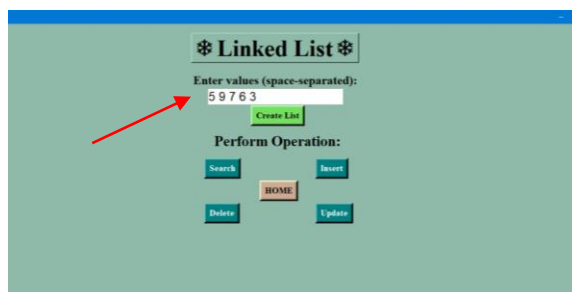 ❄ Linked List ❄
Enter values (space-separated):
5 9 7 6 3
Create List
Perform Operation:
Search Insert
HOME
Delete Update